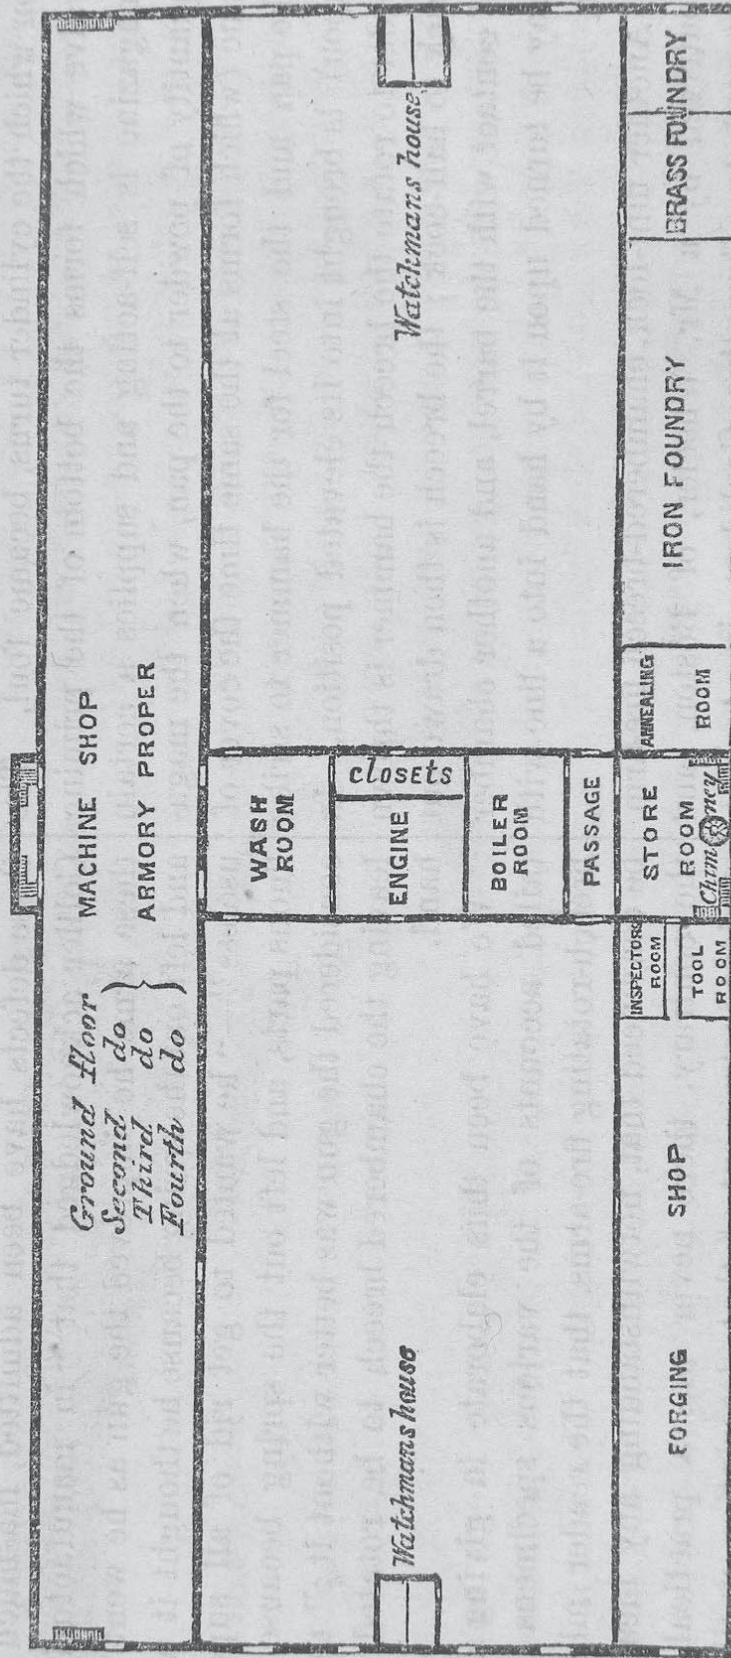 Ground floor MACHINE SHOP
Second do
Third do } ARMORY PROPER
Fourth do
WASH
ROOM
closets
ENGINE
Watchmans house
Watchmans house
BOILER
ROOM
PASSAGE
INSPECTORS
ROOM
STORE
ROOM
ANNEALING
ROOM
FORGING SHOP
IRON FOUNDRY
BRASS FOUNDRY
TOOL
ROOM
Chimney